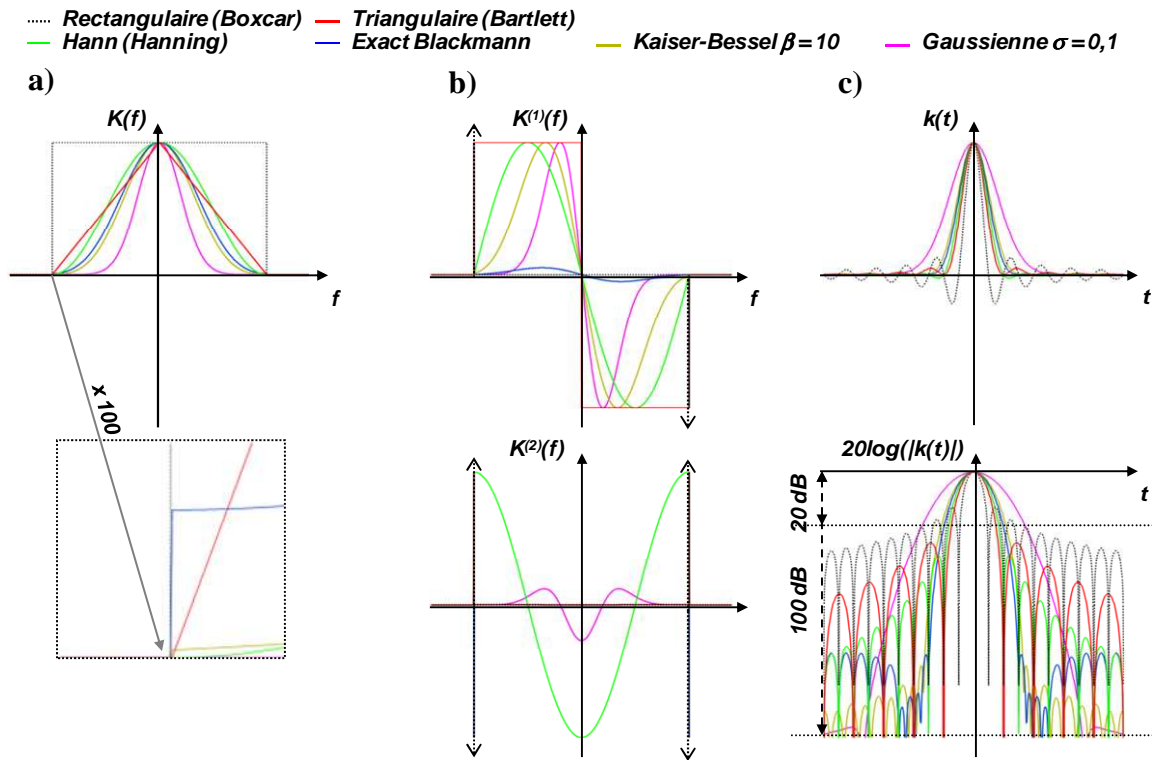 Rectangulaire (Boxcar)
Triangulaire (Bartlett)
Hann (Hanning)
Exact Blackmann
Kaiser-Bessel β = 10
Gaussienne σ = 0,1
a)
b)
c)
K(f)
f
x 100
K(1)(f)
f
K(2)(f)
k(t)
t
20log(|k(t)|)
t
20 dB
100 dB